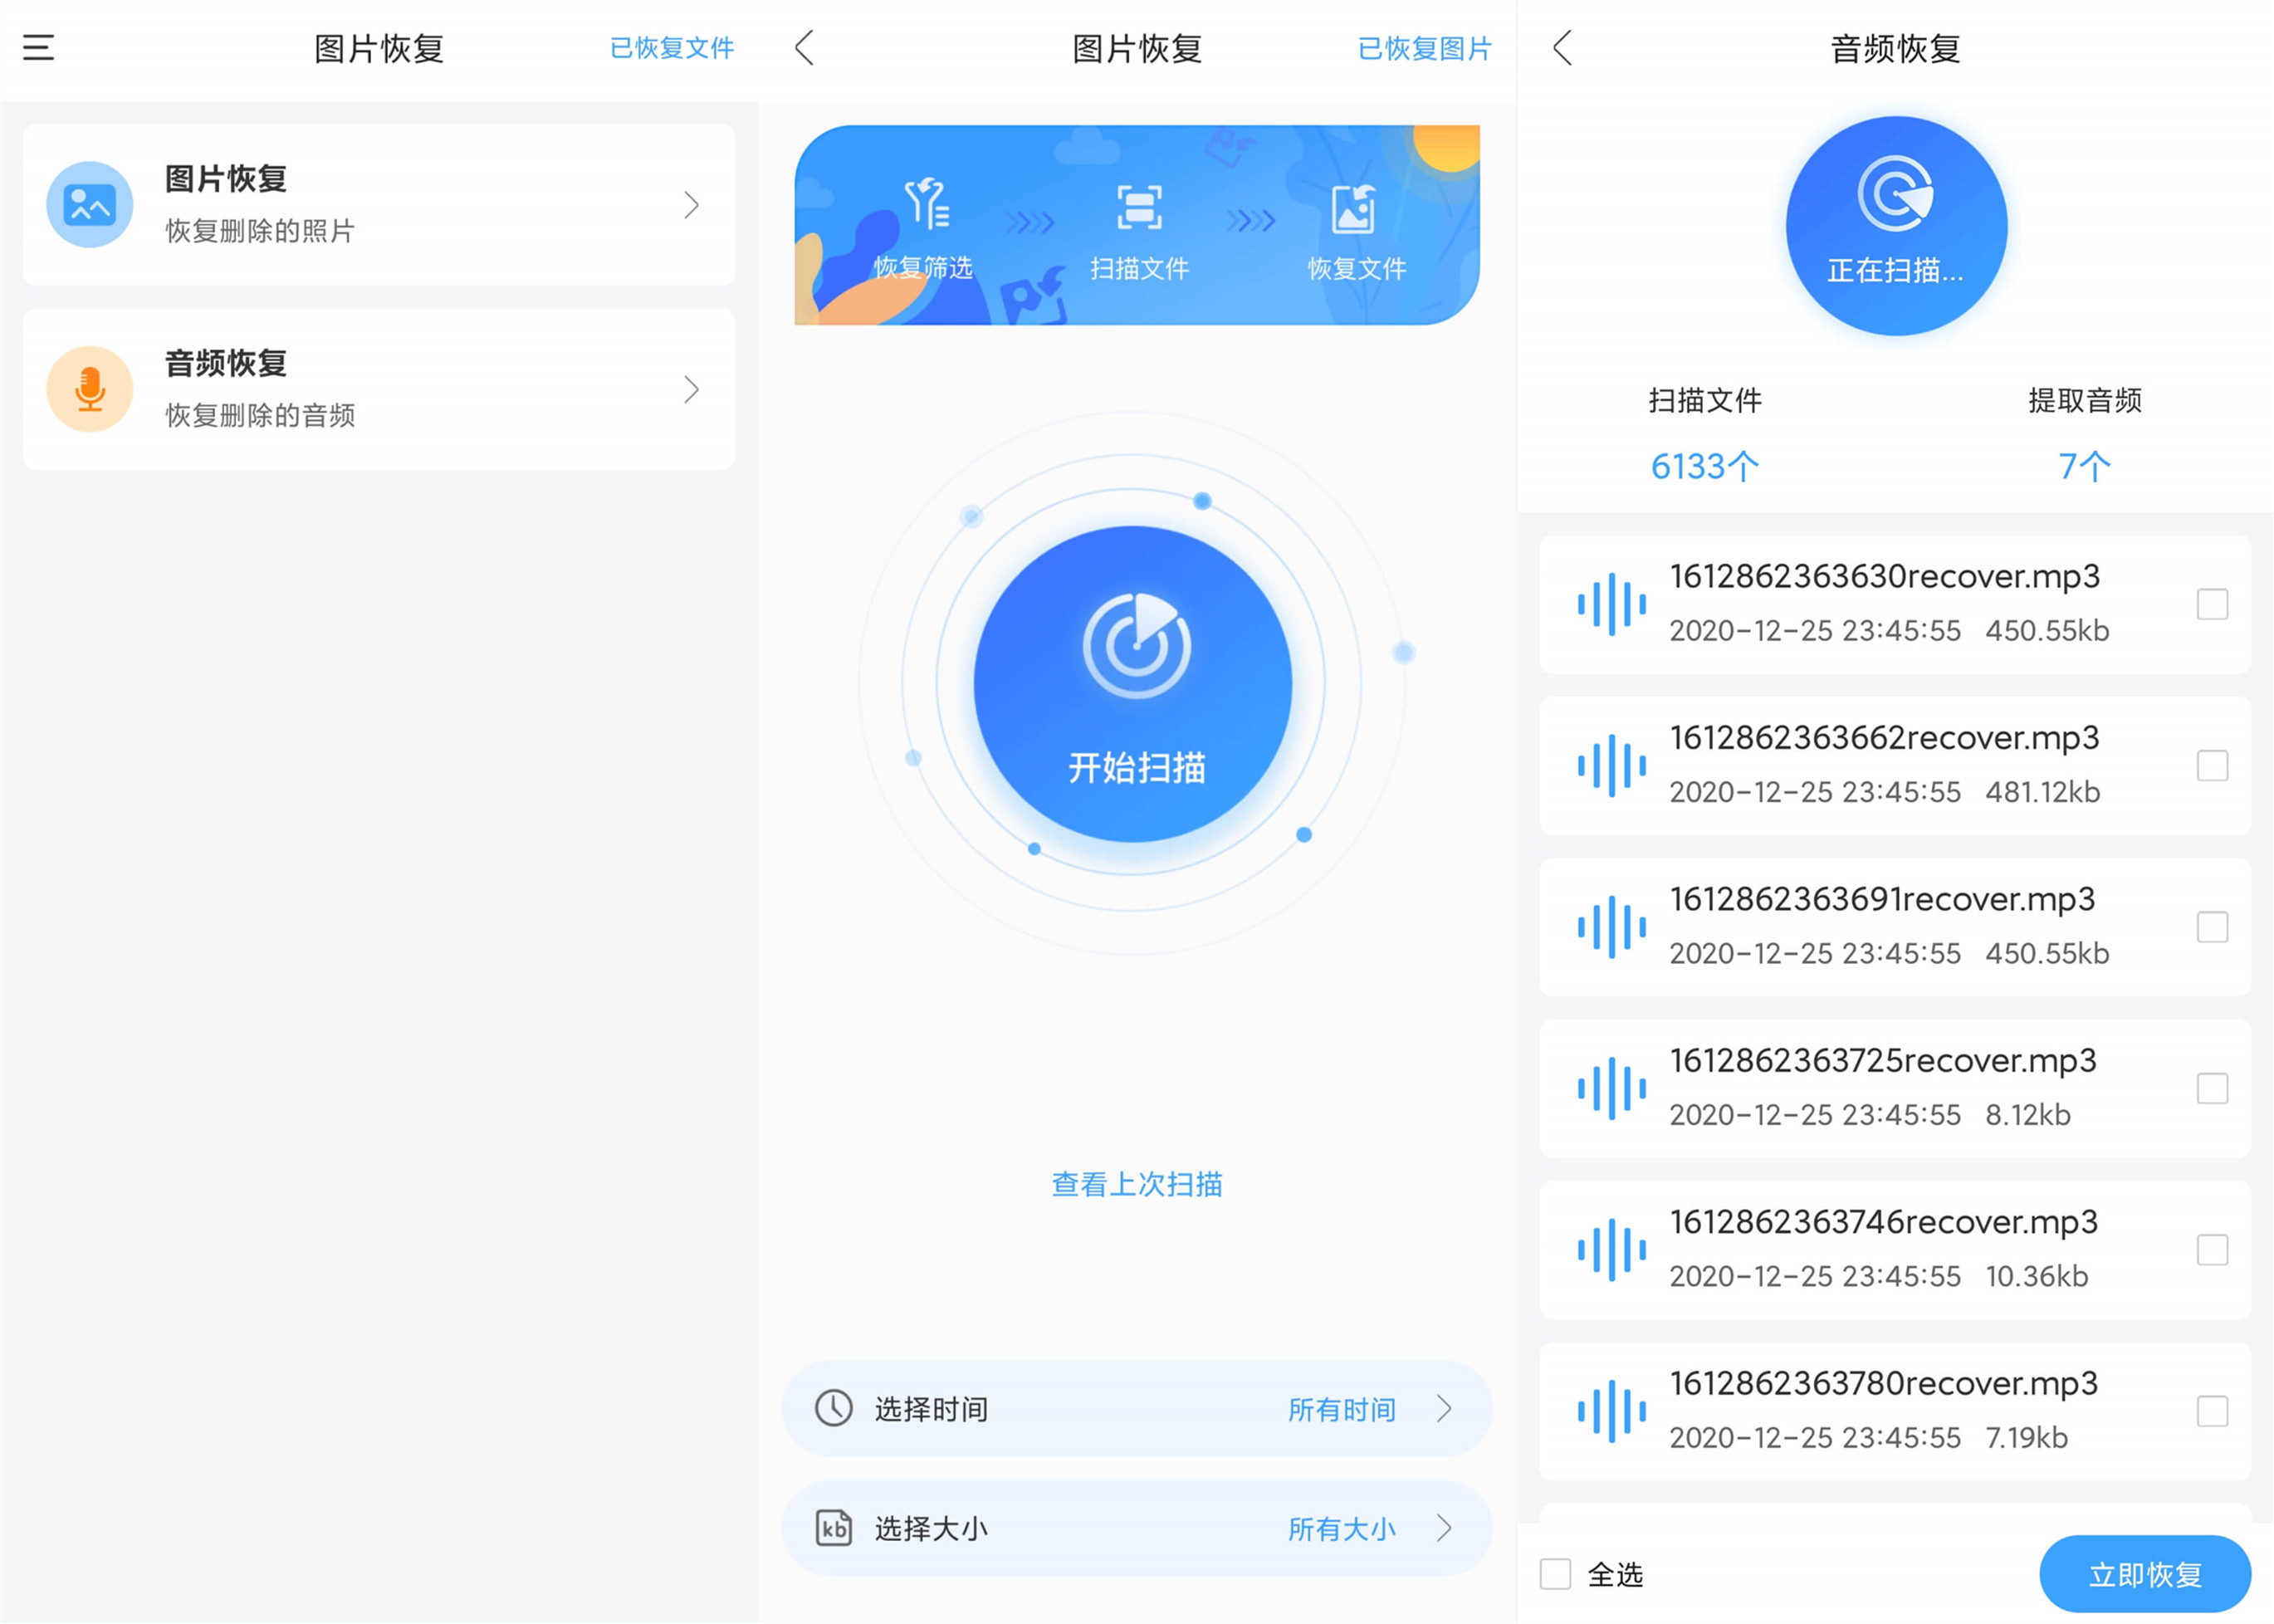 图片恢复
已恢复文件
图片恢复
恢复删除的照片
音频恢复
恢复删除的音频
图片恢复
已恢复图片
恢复筛选
扫描文件
恢复文件
开始扫描
查看上次扫描
选择时间
所有时间
kb
选择大小
所有大小
音频恢复
正在扫描...
扫描文件
提取音频
6133个
7个
1612862363630recover.mp3
2020-12-25 23:45:55 450.55kb
1612862363662recover.mp3
2020-12-25 23:45:55 481.12kb
1612862363691recover.mp3
2020-12-25 23:45:55 450.55kb
1612862363725recover.mp3
2020-12-25 23:45:55 8.12kb
1612862363746recover.mp3
2020-12-25 23:45:55 10.36kb
1612862363780recover.mp3
2020-12-25 23:45:55 7.19kb
全选
立即恢复